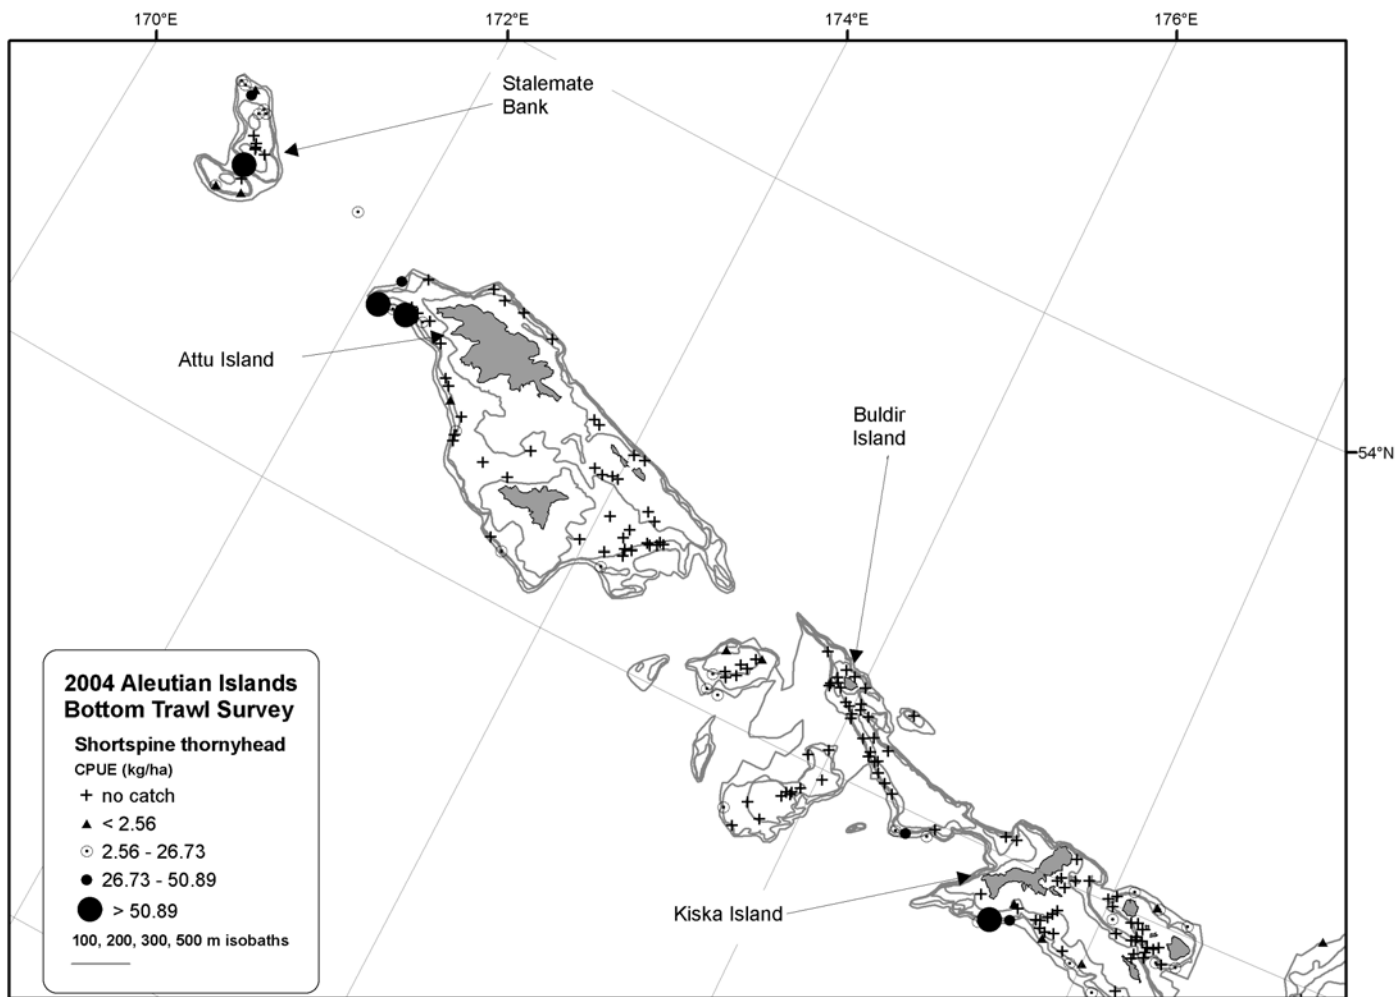 170°E
172°E
174°E
176°E
Stalemate
Bank
Attu Island
Buldir
Island
54°N
Kiska Island
2004 Aleutian Islands
Bottom Trawl Survey
Shortspine thornyhead
CPUE (kg/ha)
no catch
< 2.56
2.56 - 26.73
26.73 - 50.89
> 50.89
100, 200, 300, 500 m isobaths